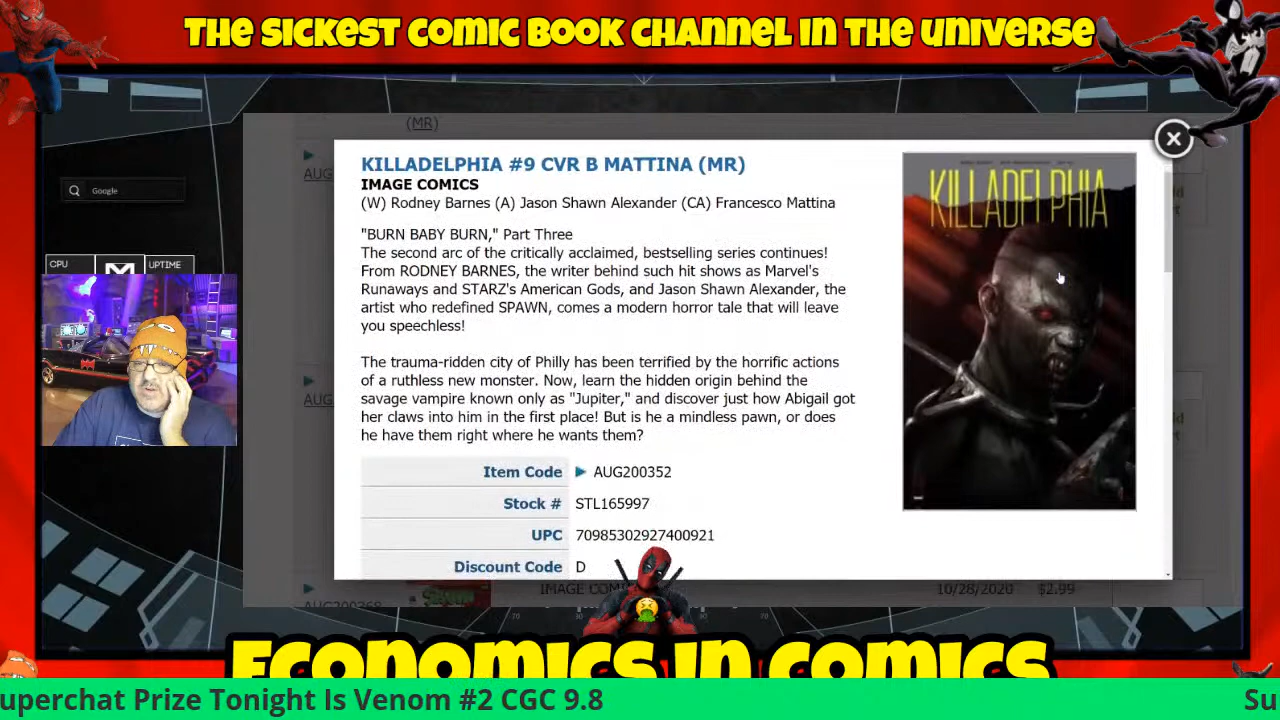 THE SICKEST COMIC BOOK CHANNEL IN THE UNIVERSE
(MR)
AUG
Google
CPU
UPTIME
KILLADELPHIA #9 CVR B MATTINA (MR)
IMAGE COMICS
(W) Rodney Barnes (A) Jason Shawn Alexander (CA) Francesco Mattina
"BURN BABY BURN," Part Three
The second arc of the critically acclaimed, bestselling series continues!
From RODNEY BARNES, the writer behind such hit shows as Marvel's
Runaways and STARZ's American Gods, and Jason Shawn Alexander, the
artist who redefined SPAWN, comes a modern horror tale that will leave
you speechless!
The trauma-ridden city of Philly has been terrified by the horrific actions
of a ruthless new monster. Now, learn the hidden origin behind the
savage vampire known only as "Jupiter," and discover just how Abigail got
her claws into him in the first place! But is he a mindless pawn, or does
he have them right where he wants them?
Item Code AUG200352
Stock # STL165997
UPC 70985302927400921
Discount Code D
KILLADELPHIA
AUG
AUG200368
IMAGE COM
10/28/2020 $2.99
ECONOMICS IN COMICS
uperchat Prize Tonight Is Venom #2 CGC 9.8
Su